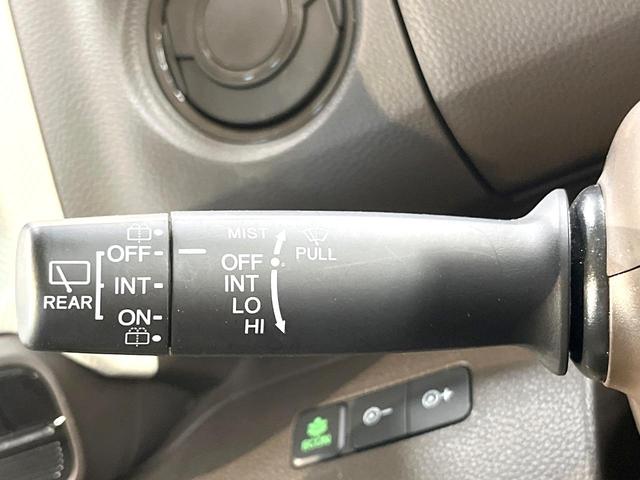 REAR
OFF
INT
ON
MIST
OFF
INT
LO
HI
PULL
ECON